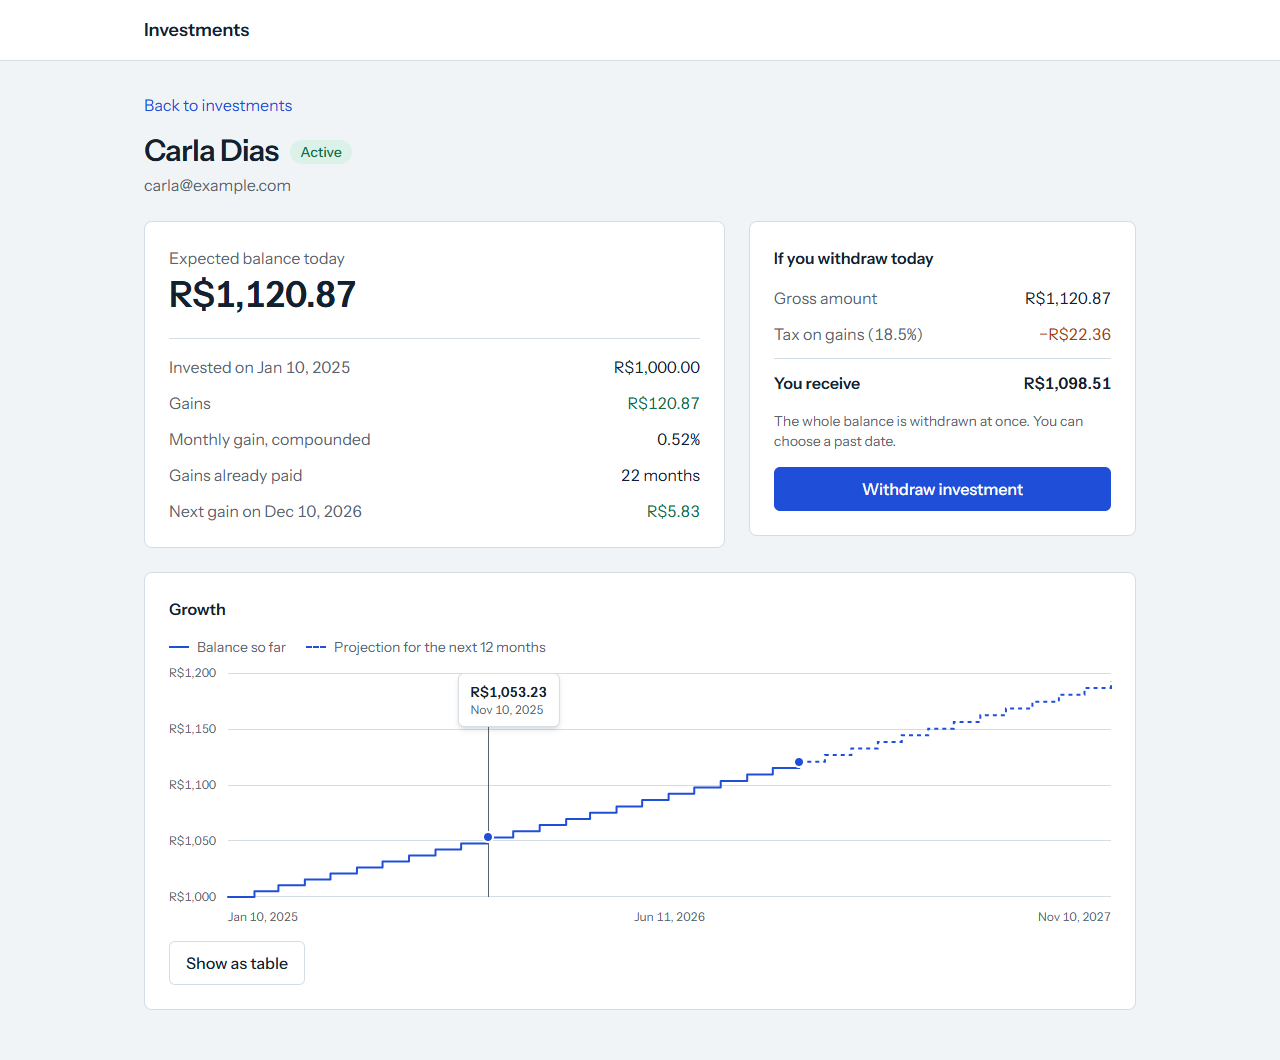 Investments
Back to investments
Carla Dias Active
carla@example.com
Expected balance today
R$1,120.87
Invested on Jan 10, 2025 R$1,000.00
Gains R$120.87
Monthly gain, compounded 0.52%
Gains already paid 22 months
Next gain on Dec 10, 2026 R$5.83
If you withdraw today
Gross amount R$1,120.87
Tax on gains (18.5%) −R$22.36
You receive R$1,098.51
The whole balance is withdrawn at once. You can
choose a past date.
Withdraw investment
Growth
Balance so far Projection for the next 12 months
R$1,200
R$1,053.23
Nov 10, 2025
R$1,150
R$1,100
R$1,050
R$1,000
Jan 10, 2025 Jun 11, 2026 Nov 10, 2027
Show as table